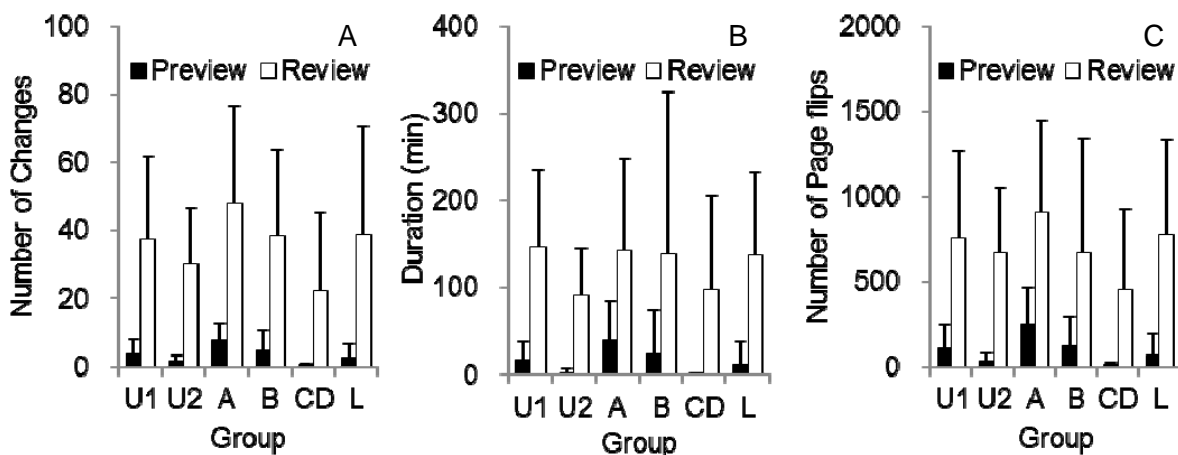 A
Number of Changes
100
80
60
40
20
0
Preview Review
U1 U2 A B CD L
Group
B
Duration (min)
400
300
200
100
0
Preview Review
U1 U2 A B CD L
Group
C
Number of Page flips
2000
1500
1000
500
0
Preview Review
U1 U2 A B CD L
Group